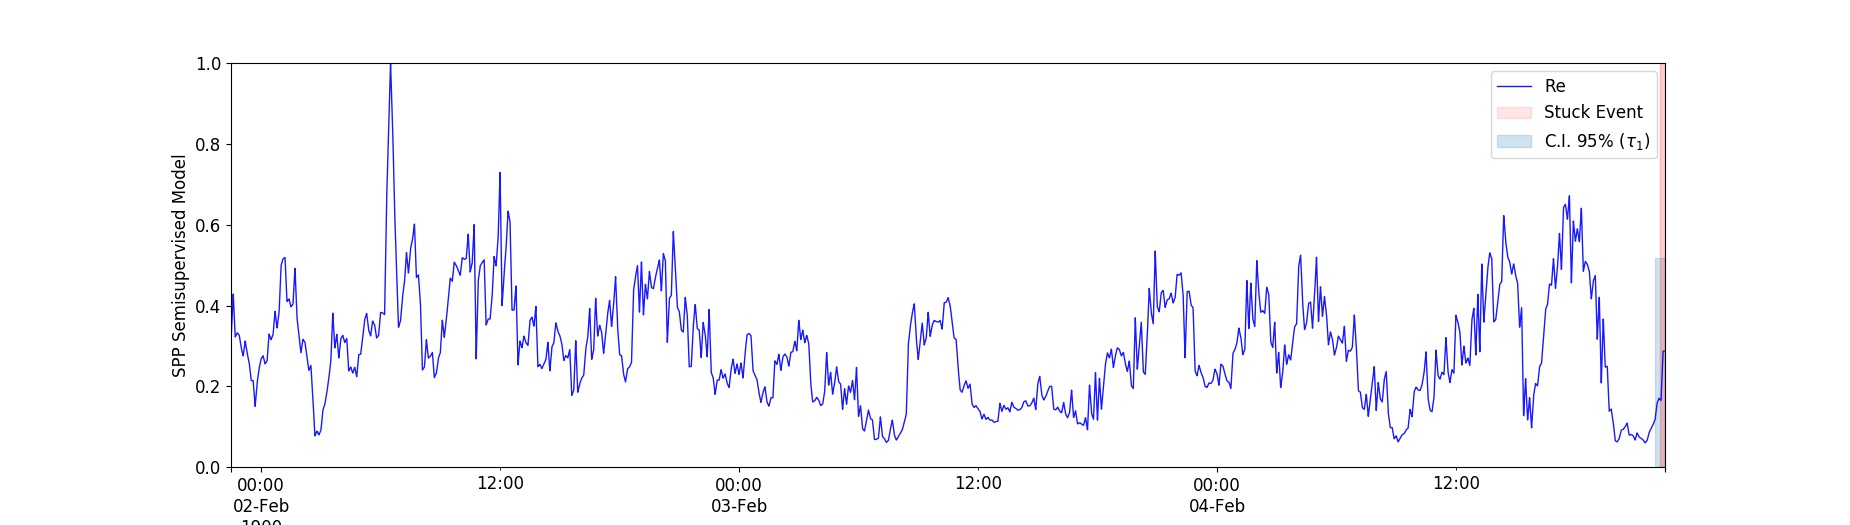 SPP Semisupervised Model
1.0
0.8
0.6
0.4
0.2
0.0
Re
Stuck Event
C.I. 95% (τ₁)
00:00 12:00 00:00 12:00 00:00 12:00
02-Feb 03-Feb 04-Feb
1900